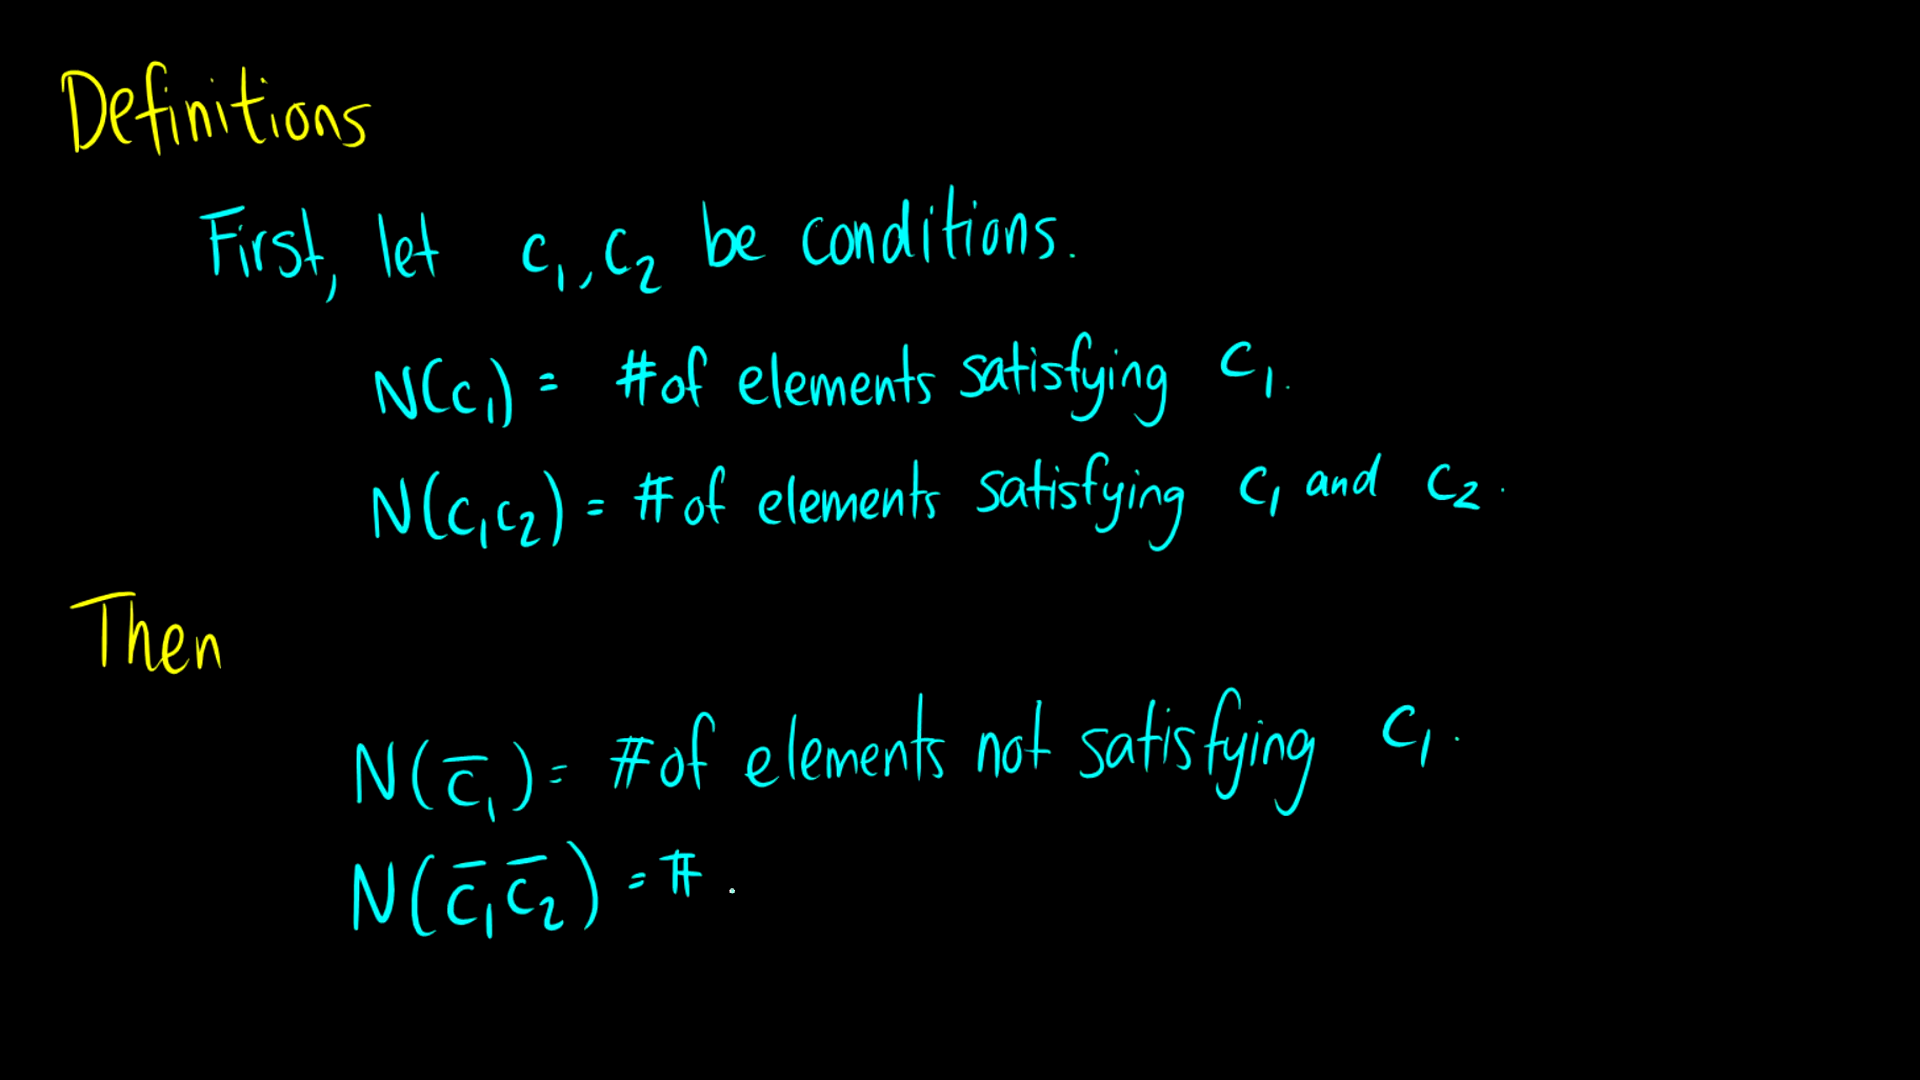 Definitions
First, let c₁, c₂ be conditions.
N(c₁) = # of elements satisfying c₁.
N(c₁c₂) = # of elements satisfying c₁ and c₂.
Then
N(c̅₁) = # of elements not satisfying c₁.
N(c̅₁c̅₂) = #